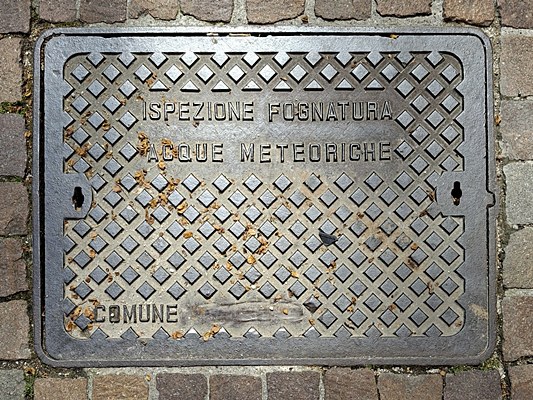 ISPEZIONE FOGNATURA
ACQUE METEORICHE
COMUNE